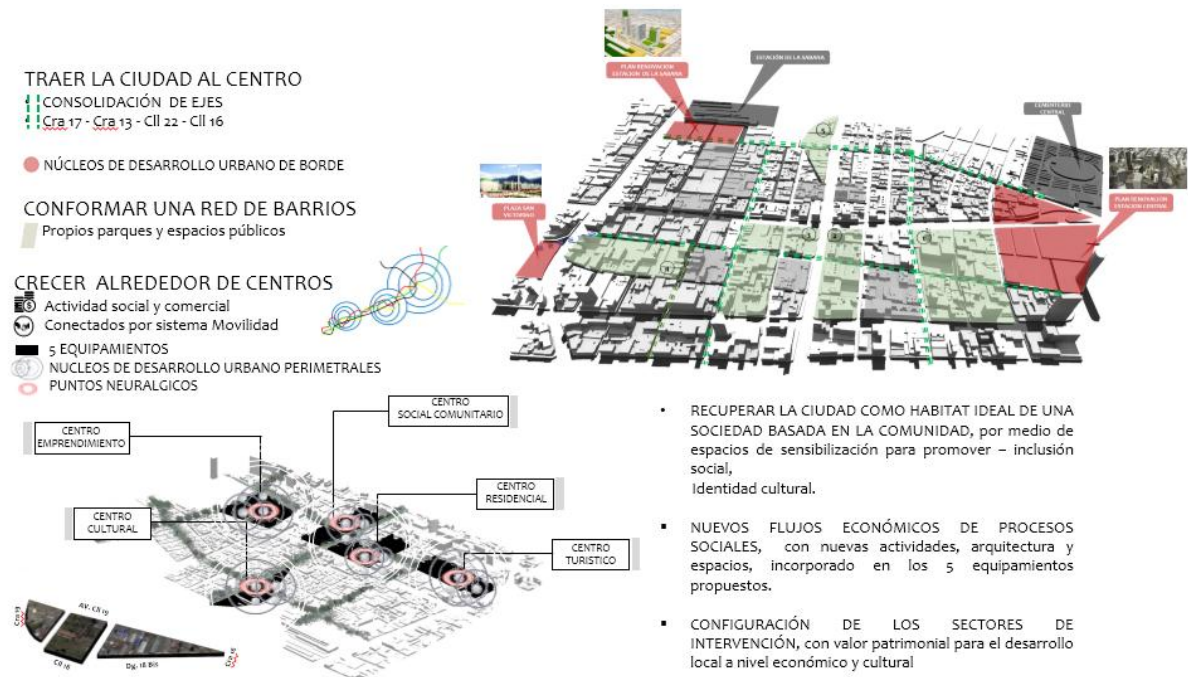 TRAER LA CIUDAD AL CENTRO
CONSOLIDACIÓN DE EJES
Cra 17 - Cra 13 - Cll 22 - Cll 16
NÚCLEOS DE DESARROLLO URBANO DE BORDE
CONFORMAR UNA RED DE BARRIOS
Propios parques y espacios públicos
CRECER ALREDEDOR DE CENTROS
Actividad social y comercial
Conectados por sistema Movilidad
5 EQUIPAMIENTOS
NUCLEOS DE DESARROLLO URBANO PERIMETRALES
PUNTOS NEURALGICOS
PLAN RENOVACION
ESTACION DE LA SABANA
ESTACIÓN DE LA SABANA
CEMENTERIO
CENTRAL
PLAZA SAN
VICTORINO
PLAN RENOVACION
ESTACION CENTRAL
CENTRO
SOCIAL COMUNITARIO
CENTRO
EMPRENDIMIENTO
CENTRO
RESIDENCIAL
CENTRO
CULTURAL
CENTRO
TURISTICO
AV. Cll 19
Cll 16
Dg. 18 Bis
• RECUPERAR LA CIUDAD COMO HABITAT IDEAL DE UNA
SOCIEDAD BASADA EN LA COMUNIDAD, por medio de
espacios de sensibilización para promover – inclusión
social,
Identidad cultural.
▪ NUEVOS FLUJOS ECONÓMICOS DE PROCESOS
SOCIALES, con nuevas actividades, arquitectura y
espacios, incorporado en los 5 equipamientos
propuestos.
▪ CONFIGURACIÓN DE LOS SECTORES DE
INTERVENCIÓN, con valor patrimonial para el desarrollo
local a nivel económico y cultural